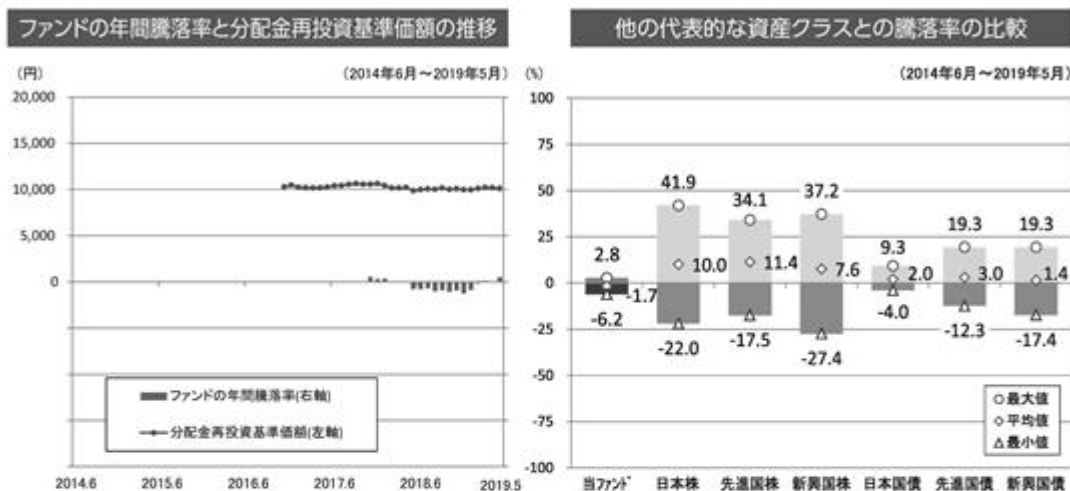 ファンドの年間騰落率と分配金再投資基準価額の推移
(円)
(2014年6月～2019年5月)
20,000
15,000
10,000
5,000
0
ファンドの年間騰落率(右軸)
分配金再投資基準価額(左軸)
2014.6 2015.6 2016.6 2017.6 2018.6 2019.5
他の代表的な資産クラスとの騰落率の比較
(%)
(2014年6月～2019年5月)
100
75
50
25
0
-25
-50
-75
-100
2.8 41.9 34.1 37.2 9.3 19.3 19.3
-1.7 10.0 11.4 7.6 2.0 3.0 1.4
-6.2 -22.0 -17.5 -27.4 -4.0 -12.3 -17.4
最大値
平均値
最小値
当ファンド 日本株 先進国株 新興国株 日本国債 先進国債 新興国債